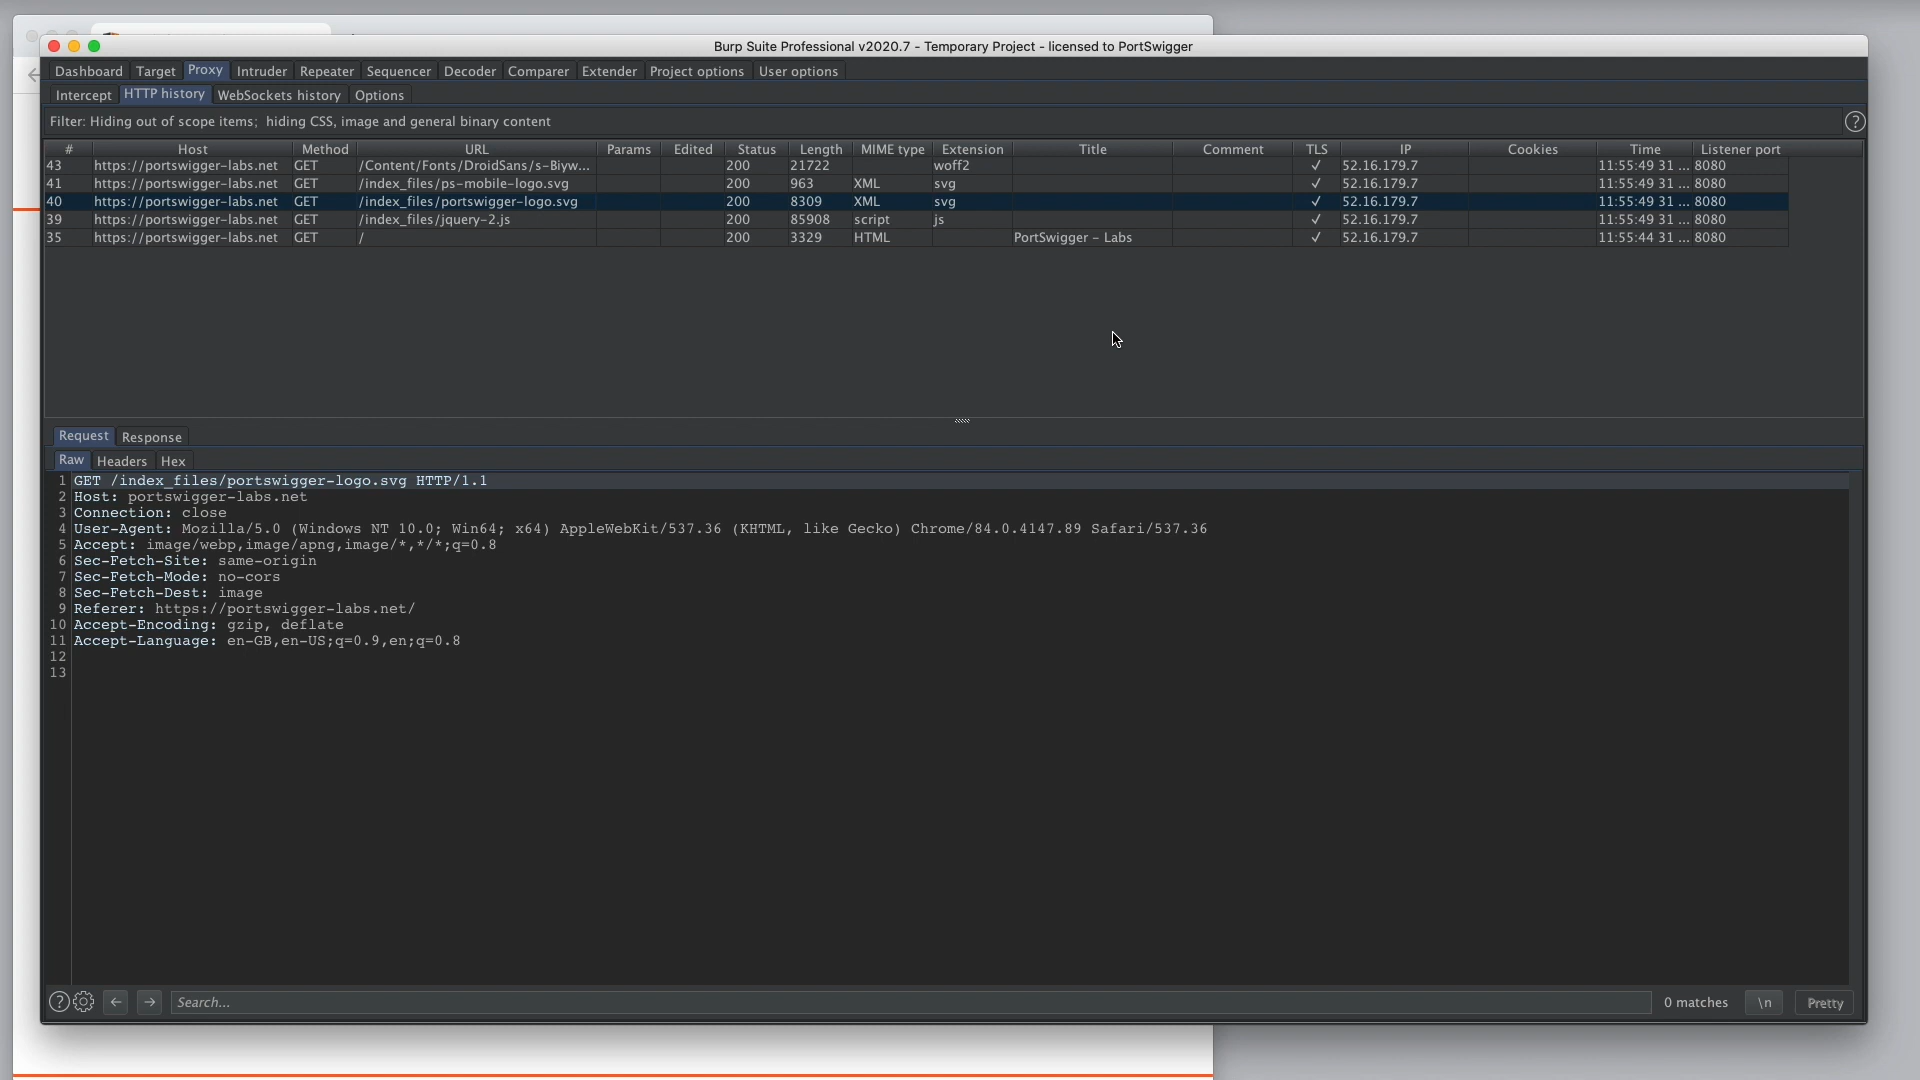 Burp Suite Professional v2020.7 - Temporary Project - licensed to PortSwigger
Dashboard Target Proxy Intruder Repeater Sequencer Decoder Comparer Extender Project options User options
Intercept HTTP history WebSockets history Options
Filter: Hiding out of scope items; hiding CSS, image and general binary content ?
# Host Method URL Params Edited Status Length MIME type Extension Title Comment TLS IP Cookies Time Listener port
43 https://portswigger-labs.net GET /Content/Fonts/DroidSans/s-Biyw... 200 21722 woff2 ✓ 52.16.179.7 11:55:49 31 ... 8080
41 https://portswigger-labs.net GET /index_files/ps-mobile-logo.svg 200 963 XML svg ✓ 52.16.179.7 11:55:49 31 ... 8080
40 https://portswigger-labs.net GET /index_files/portswigger-logo.svg 200 8309 XML svg ✓ 52.16.179.7 11:55:49 31 ... 8080
39 https://portswigger-labs.net GET /index_files/jquery-2.js 200 85908 script js ✓ 52.16.179.7 11:55:49 31 ... 8080
35 https://portswigger-labs.net GET / 200 3329 HTML PortSwigger - Labs ✓ 52.16.179.7 11:55:44 31 ... 8080
Request Response
Raw Headers Hex
1 GET /index_files/portswigger-logo.svg HTTP/1.1
2 Host: portswigger-labs.net
3 Connection: close
4 User-Agent: Mozilla/5.0 (Windows NT 10.0; Win64; x64) AppleWebKit/537.36 (KHTML, like Gecko) Chrome/84.0.4147.89 Safari/537.36
5 Accept: image/webp,image/apng,image/*,*/*;q=0.8
6 Sec-Fetch-Site: same-origin
7 Sec-Fetch-Mode: no-cors
8 Sec-Fetch-Dest: image
9 Referer: https://portswigger-labs.net/
10 Accept-Encoding: gzip, deflate
11 Accept-Language: en-GB,en-US;q=0.9,en;q=0.8
12
13
? ← → Search... 0 matches \n Pretty